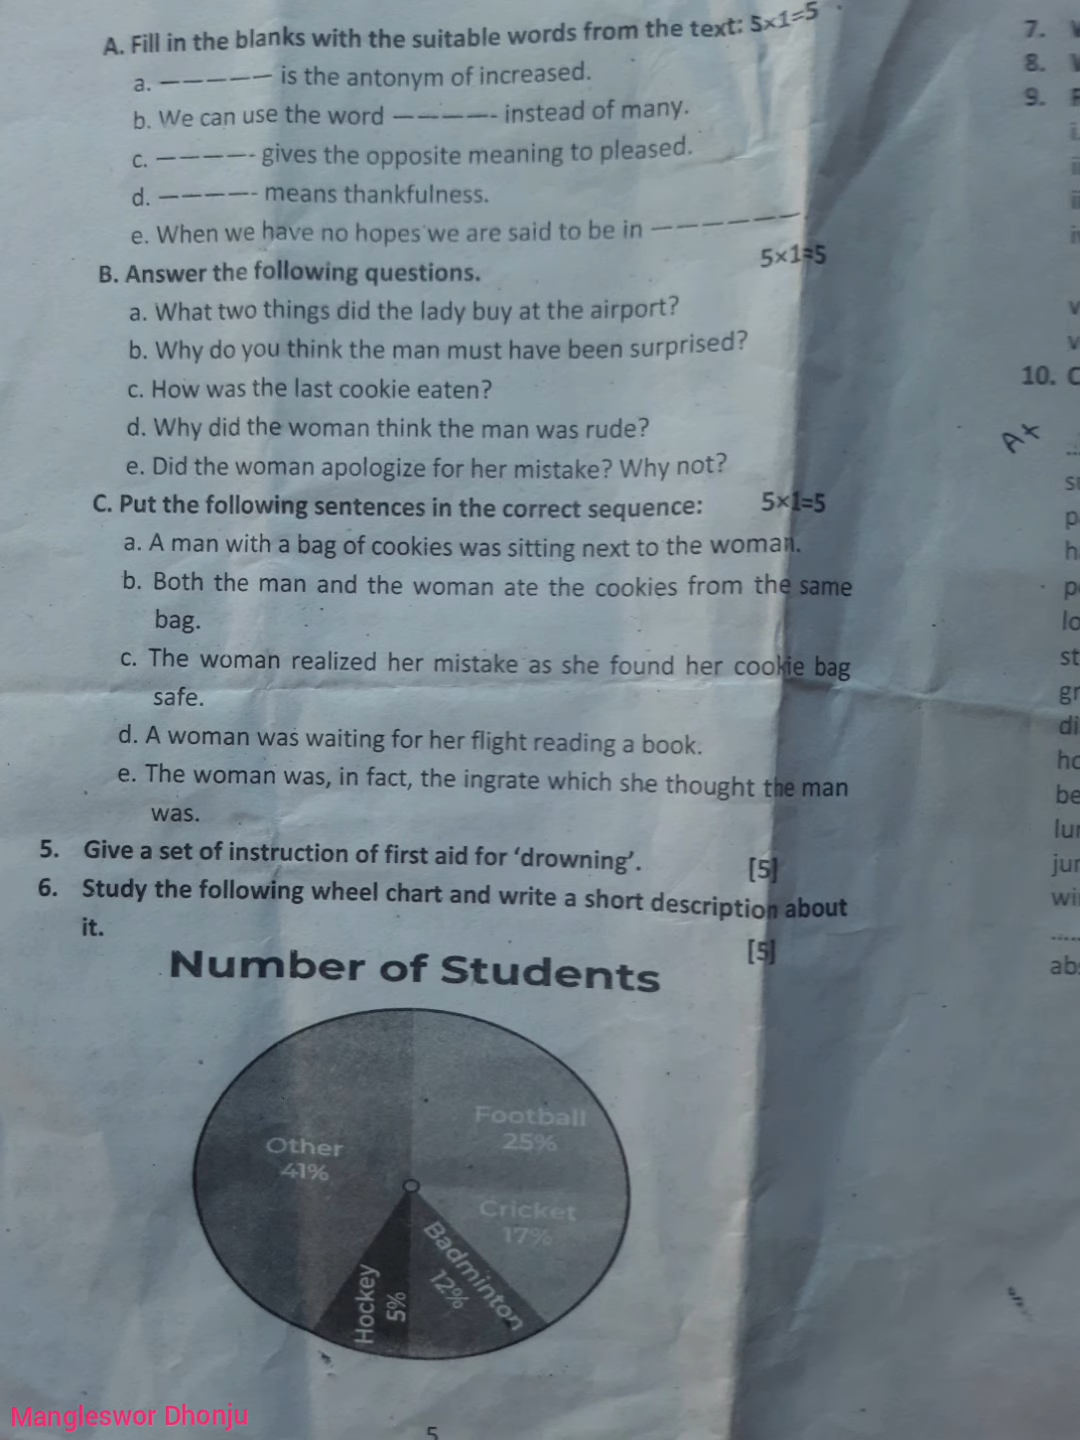 A. Fill in the blanks with the suitable words from the text: 5×1=5
a. ————— is the antonym of increased.
b. We can use the word ————- instead of many.
c. ————- gives the opposite meaning to pleased.
d. ————- means thankfulness.
e. When we have no hopes we are said to be in ——————
B. Answer the following questions. 5×1=5
a. What two things did the lady buy at the airport?
b. Why do you think the man must have been surprised?
c. How was the last cookie eaten?
d. Why did the woman think the man was rude?
e. Did the woman apologize for her mistake? Why not?
C. Put the following sentences in the correct sequence: 5×1=5
a. A man with a bag of cookies was sitting next to the woman.
b. Both the man and the woman ate the cookies from the same
bag.
c. The woman realized her mistake as she found her cookie bag
safe.
d. A woman was waiting for her flight reading a book.
e. The woman was, in fact, the ingrate which she thought the man
was.
5. Give a set of instruction of first aid for ‘drowning’. [5]
6. Study the following wheel chart and write a short description about
it. [5]
Number of Students
Football
25%
Other
41%
Cricket
17%
Badminton
12%
Hockey
5%
5
7.
8.
9.
10.
st
gr
di
be
Mangleswor Dhonju